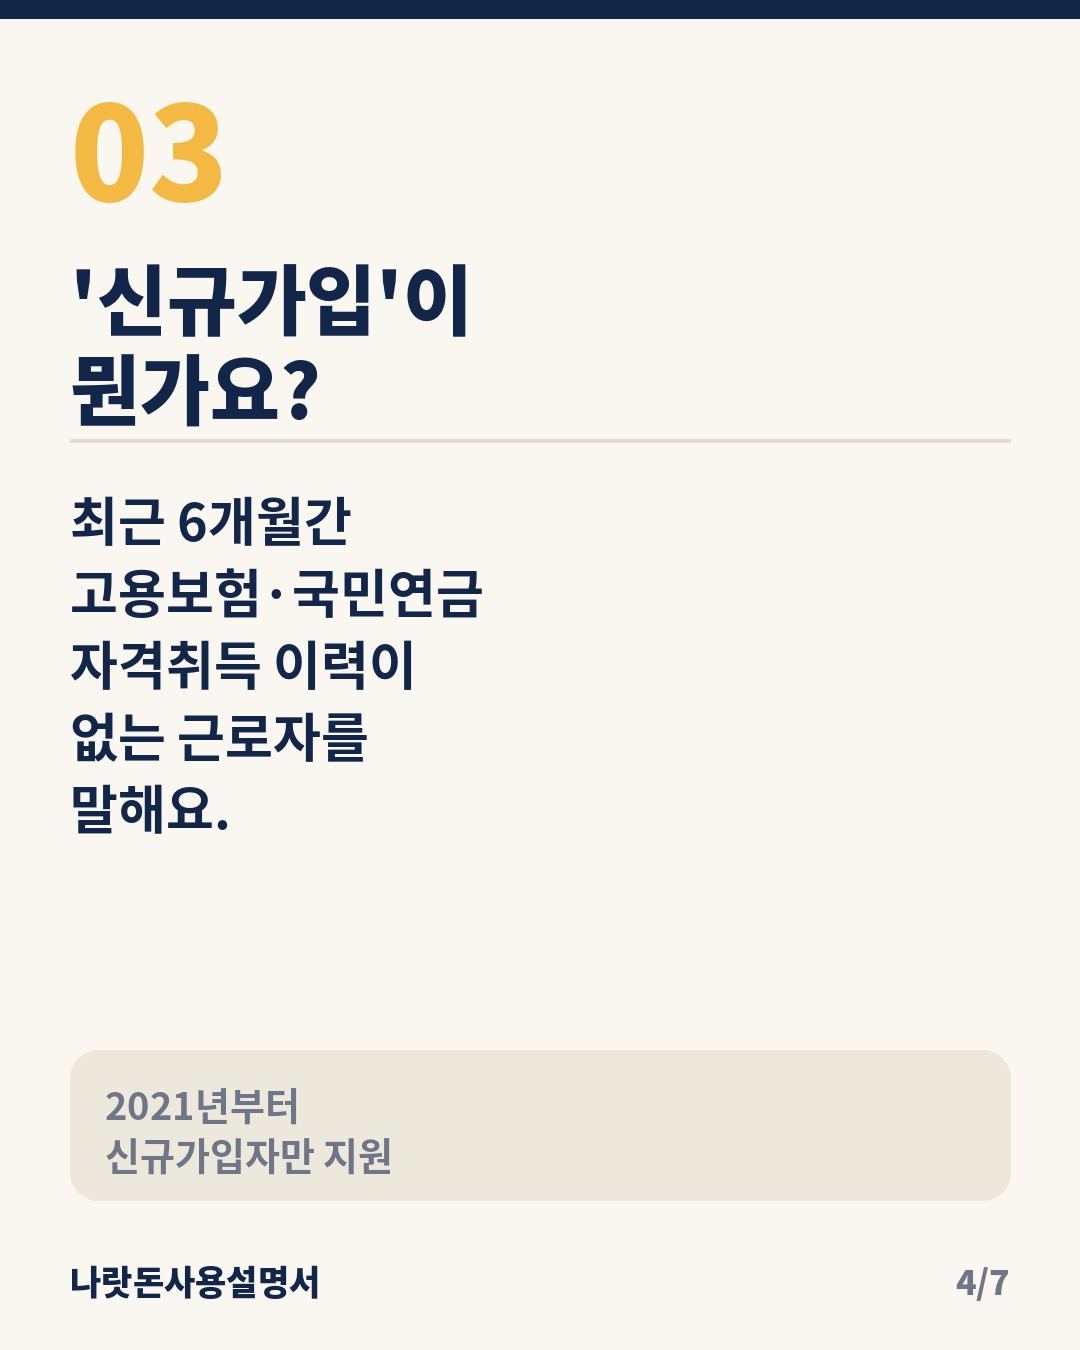 03
'신규가입'이
뭔가요?
최근 6개월간
고용보험·국민연금
자격취득 이력이
없는 근로자를
말해요.
2021년부터
신규가입자만 지원
나랏돈사용설명서
4/7